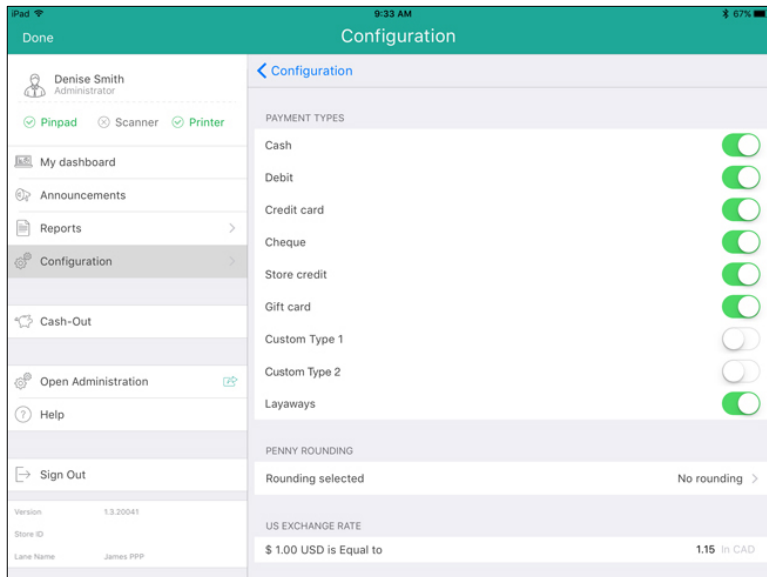 iPad 9:33 AM 67%
Done Configuration
Denise Smith
Administrator
Pinpad Scanner Printer
My dashboard
Announcements
Reports
Configuration
Cash-Out
Open Administration
Help
Sign Out
Version 1.3.20041
Store ID
Lane Name James PPP
Configuration
PAYMENT TYPES
Cash
Debit
Credit card
Cheque
Store credit
Gift card
Custom Type 1
Custom Type 2
Layaways
PENNY ROUNDING
Rounding selected No rounding
US EXCHANGE RATE
$ 1.00 USD is Equal to 1.15 In CAD